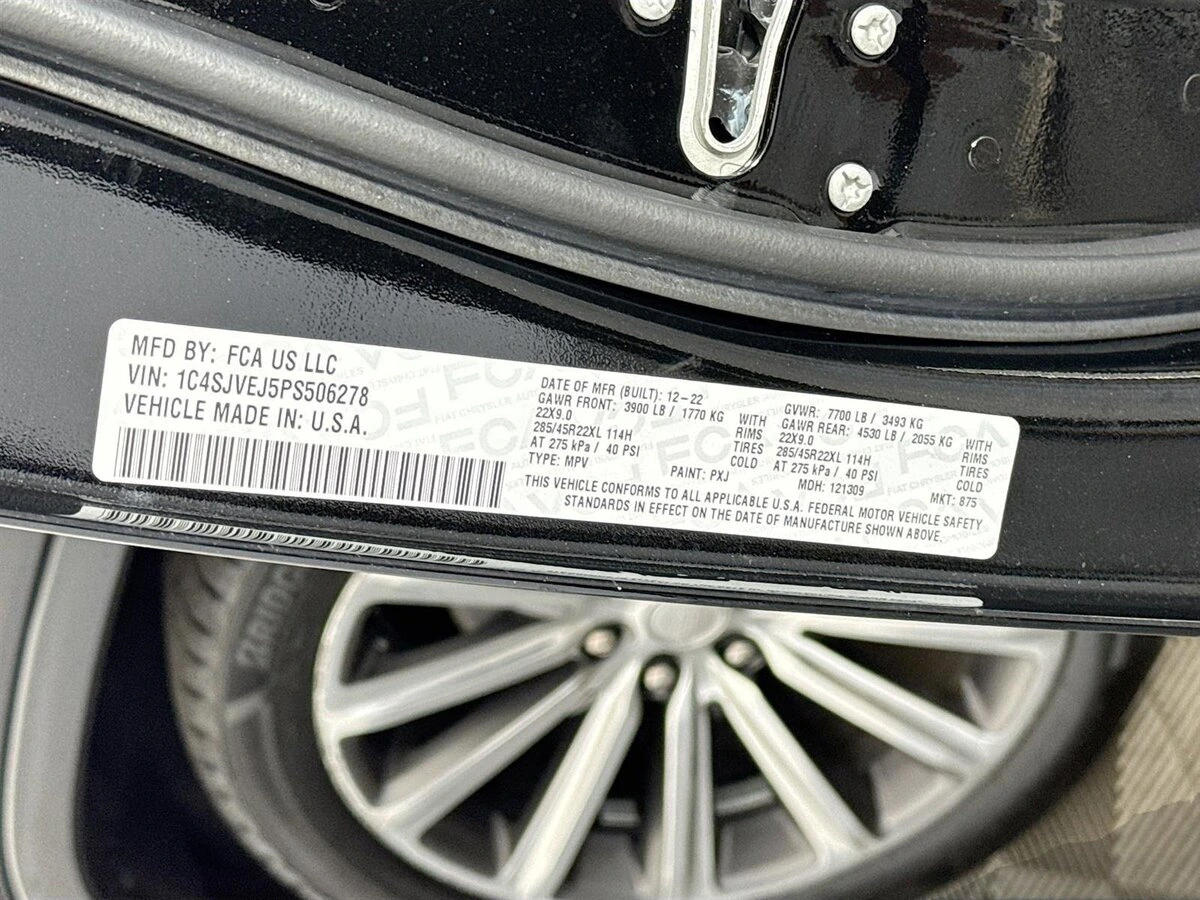 MFD BY: FCA US LLC
VIN: 1C4SJVEJ5PS506278
VEHICLE MADE IN: U.S.A.
DATE OF MFR (BUILT): 12-22
GAWR FRONT: 3900 LB / 1770 KG WITH
22X9.0 RIMS
285/45R22XL 114H TIRES
AT 275 kPa / 40 PSI COLD
TYPE: MPV PAINT: PXJ
GVWR: 7700 LB / 3493 KG
GAWR REAR: 4530 LB / 2055 KG WITH
22X9.0 RIMS
285/45R22XL 114H TIRES
AT 275 kPa / 40 PSI COLD
MDH: 121309 MKT: 875
THIS VEHICLE CONFORMS TO ALL APPLICABLE U.S.A. FEDERAL MOTOR VEHICLE SAFETY
STANDARDS IN EFFECT ON THE DATE OF MANUFACTURE SHOWN ABOVE.